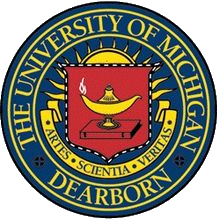 THE UNIVERSITY OF MICHIGAN
ARTES · SCIENTIA · VERITAS
DEARBORN